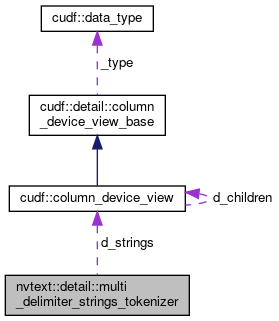 cudf::data_type
_type
cudf::detail::column
_device_view_base
cudf::column_device_view
d_children
d_strings
nvtext::detail::multi
_delimiter_strings_tokenizer